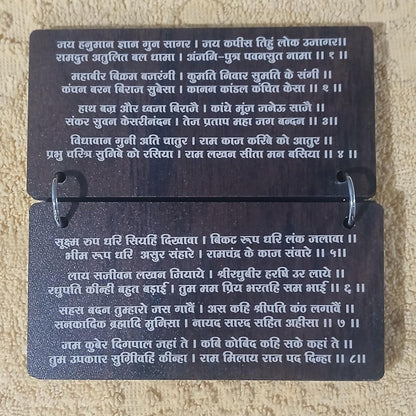 जय हनुमान ज्ञान गुन सागर । जय कपीस तिहुं लोक उजागर।।
रामदुत अतुलित बल धामा । अंजनि-पुत्र पवनसुत नामा ।। १ ।।
महाबीर बिक्रम बजरंगी । कुमति निवार सुमति के संगी
कंचन बरन बिराज सुबेसा । कानन कांडल कंचित केसा ।। २ ।।
हाथ बज्र और ध्वजा बिराजै । कांधे मूंज जनेऊ साजै ।।
संकर सुवन केसरीनंदन । तेज प्रताप महा जग बन्दन ।। ३।।
विधावान गुनी अति चातुर । राम काज करिबे को आतुर
प्रभु चरित्र सुनिबे को रसिया । राम लखन सीता मन बसिया ।। ४ ।।
सूक्ष्म रुप धरि सियहिं दिखावा । बिकट रूप धरि लंक जलावा ।।
भीम रूप धरि असुर संहारे । रामचंद्र के काज संवारे ।। ५।।
लाय सजीवन लखन मियाये । श्रीरधुबीर हरषि उर लाये ।।
रघुपति कीन्ही बहुत बड़ाई । तुम मम प्रिय भरतहि सम भाई ।। ६ ।।
सहस बदन तुम्हारो जस गावैं । अस कहि श्रीपति कंठ लगावैं ।।
सनकादिक ब्रह्मादि मुनिसा । नायद सारद सहित अहीसा ।। ७ ।।
जम कुबेर दिगपाल जहां ते । कबि कोबिद कहि सके कहां ते ।।
तुम उपकार सुग्रिवहिं किन्हा । राम मिलाय राज पद दिन्हा ।। ८।।